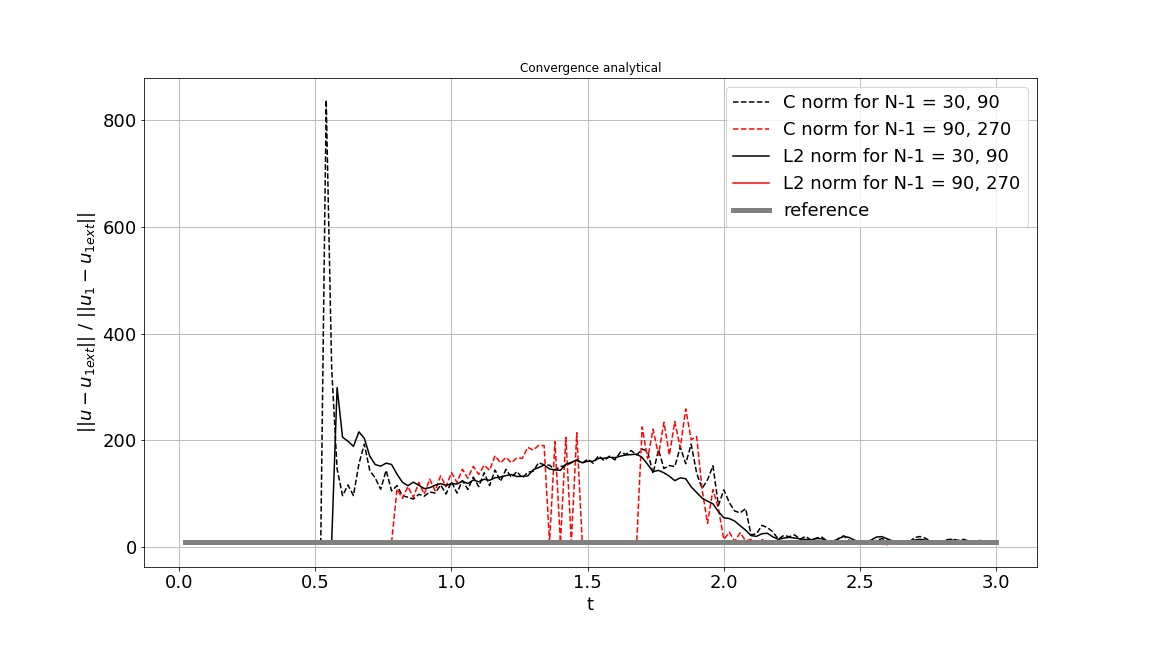 Convergence analytical
C norm for N-1 = 30, 90
C norm for N-1 = 90, 270
L2 norm for N-1 = 30, 90
L2 norm for N-1 = 90, 270
reference
||u − u1ext|| / ||u1 − u1ext||
800
600
400
200
0
0.0 0.5 1.0 1.5 2.0 2.5 3.0
t